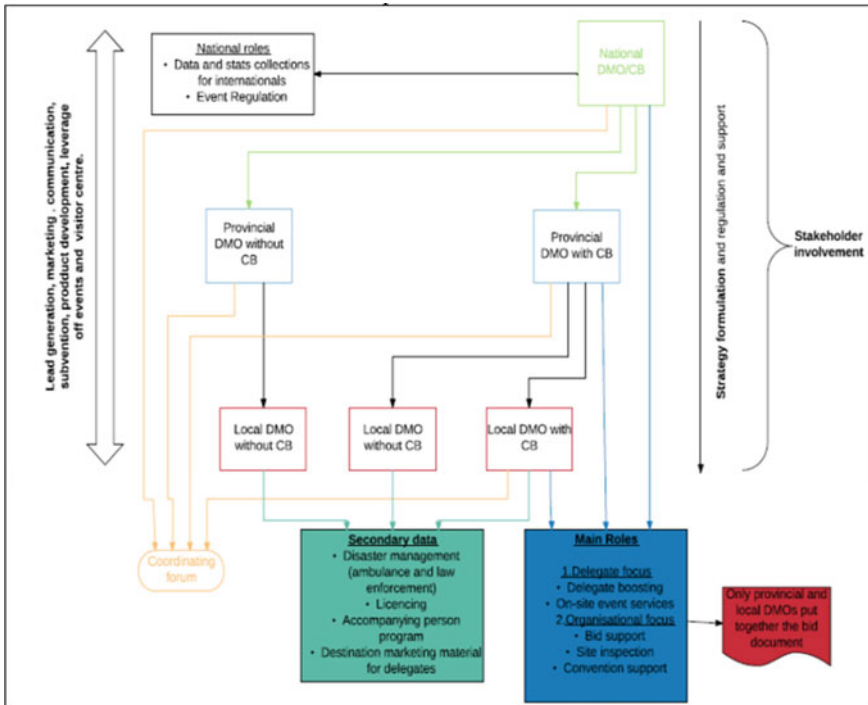 National roles
• Data and stats collections
for internationals
• Event Regulation
National
DMO/CB
Lead generation, marketing . communication,
subvention, prodduct development, leverage
off events and visitor centre.
Provincial
DMO without
CB
Provincial
DMO with CB
Strategy formulation and regulation and support
Stakeholder
involvement
Local DMO
without CB
Local DMO
without CB
Local DMO with
CB
Coordinating
forum
Secondary data
• Disaster management
(ambulance and law
enforcement)
• Licencing
• Accompanying person
program
• Destination marketing material
for delegates
Main Roles
1.Delegate focus
• Delegate boosting
• On-site event services
2.Organisational focus
• Bid support
• Site inspection
• Convention support
Only provincial and
local DMOs put
together the bid
document